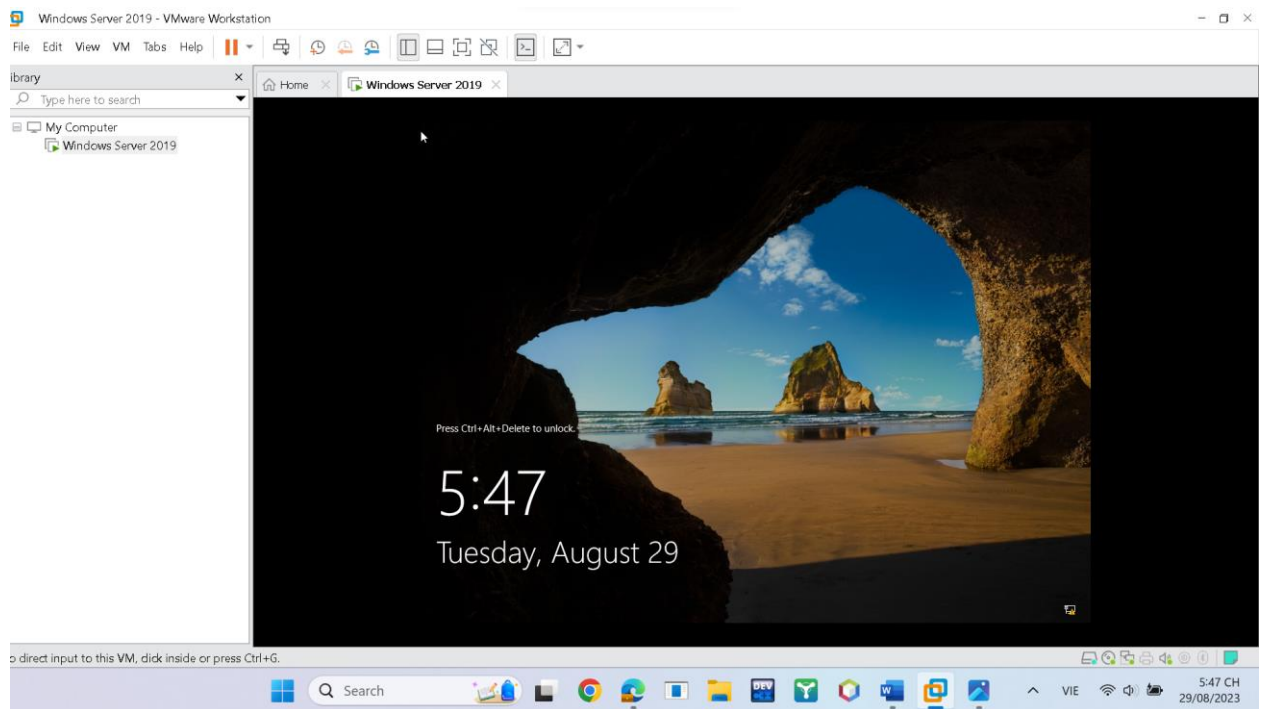 Windows Server 2019 - VMware Workstation
File Edit View VM Tabs Help
ibrary
Type here to search
My Computer
Windows Server 2019
Home
Windows Server 2019
Press Ctrl+Alt+Delete to unlock.
5:47
Tuesday, August 29
o direct input to this VM, click inside or press Ctrl+G.
Search
DEV
W
VIE
5:47 CH
29/08/2023